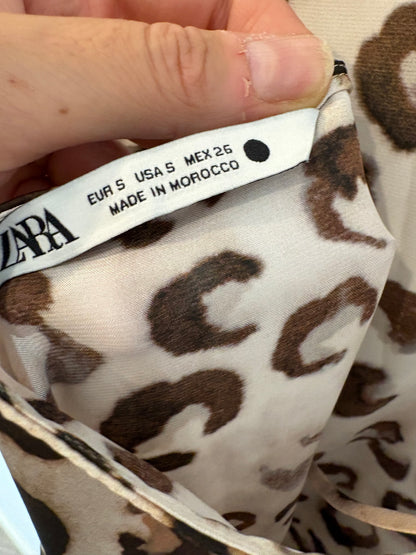 ZARA
EUR S USA S MEX 26
MADE IN MOROCCO